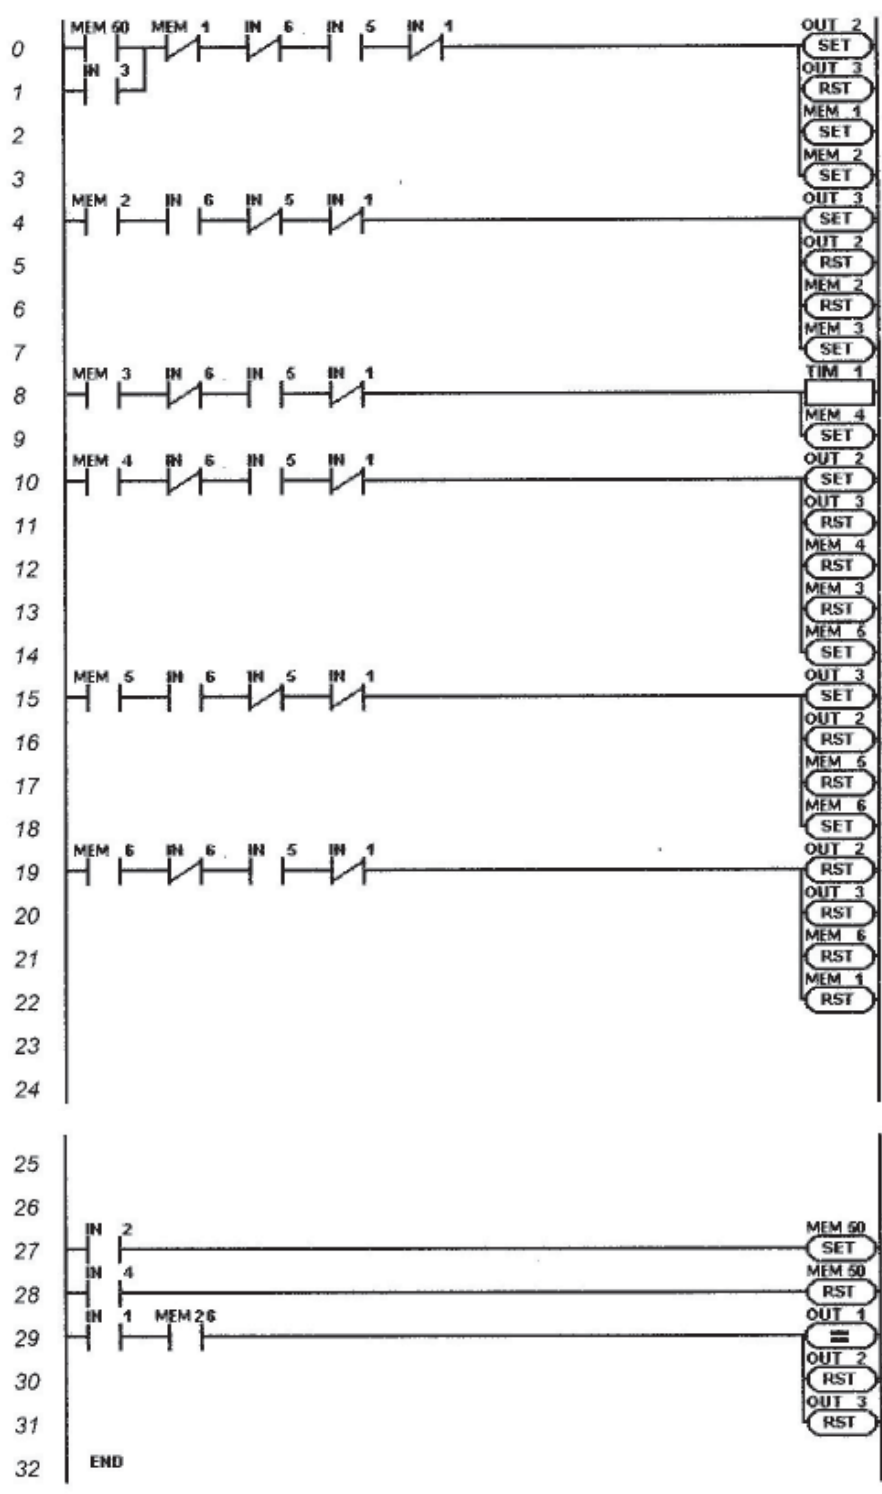 MEM 50 MEM 1 IN 6 IN 5 IN 1 OUT 2
0 SET
IN 3 OUT 3
1 RST
MEM 1
2 SET
MEM 2
3 SET
MEM 2 IN 6 IN 5 IN 1 OUT 3
4 SET
OUT 2
5 RST
MEM 2
6 RST
MEM 3
7 SET
MEM 3 IN 6 IN 5 IN 1 TIM 1
8
MEM 4
9 SET
MEM 4 IN 6 IN 5 IN 1 OUT 2
10 SET
OUT 3
11 RST
MEM 4
12 RST
MEM 3
13 RST
MEM 5
14 SET
MEM 5 IN 6 IN 5 IN 1 OUT 3
15 SET
OUT 2
16 RST
MEM 5
17 RST
MEM 6
18 SET
MEM 6 IN 6 IN 5 IN 1 OUT 2
19 RST
OUT 3
20 RST
MEM 6
21 RST
MEM 1
22 RST
23
24
25
26
IN 2 MEM 50
27 SET
IN 4 MEM 50
28 RST
IN 1 MEM 26 OUT 1
29 =
OUT 2
30 RST
OUT 3
31 RST
32 END